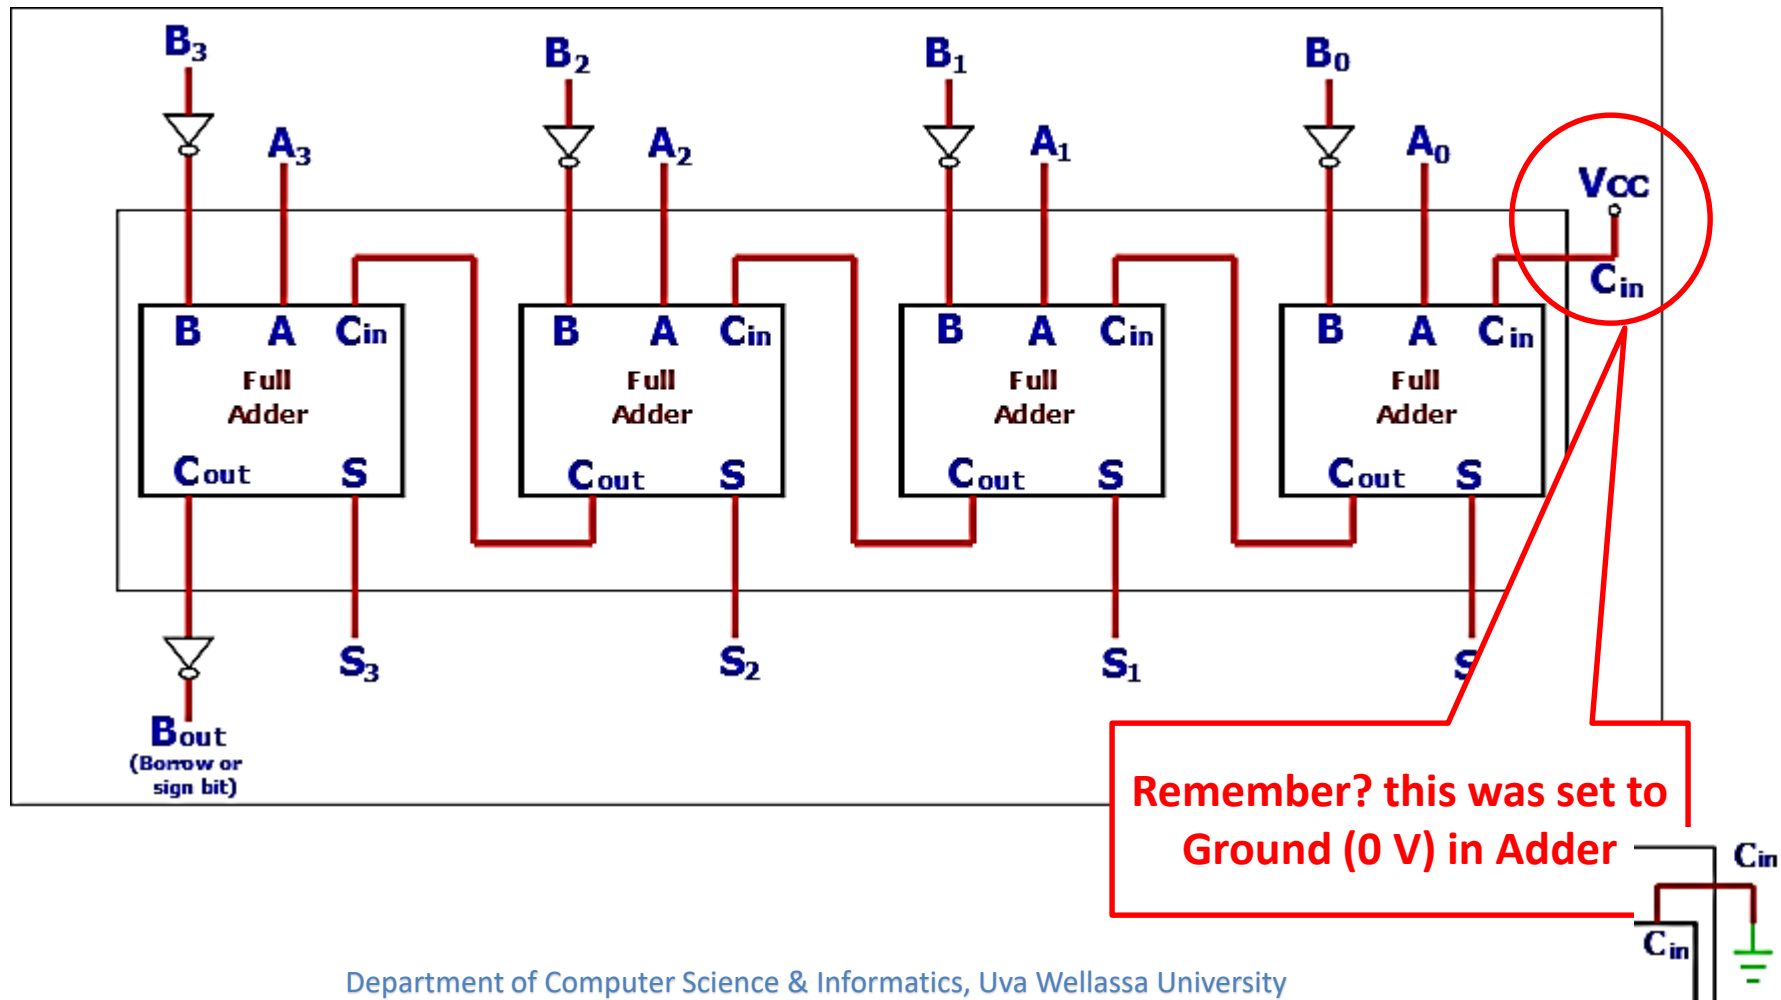 B3 B2 B1 B0
A3 A2 A1 A0
Vcc
Cin
B A Cin B A Cin B A Cin B A Cin
Full Full Full Full
Adder Adder Adder Adder
Cout S Cout S Cout S Cout S
S3 S2 S1 S
Bout
(Borrow or
sign bit)
Remember? this was set to
Ground (0 V) in Adder
Cin
Cin
Department of Computer Science & Informatics, Uva Wellassa University